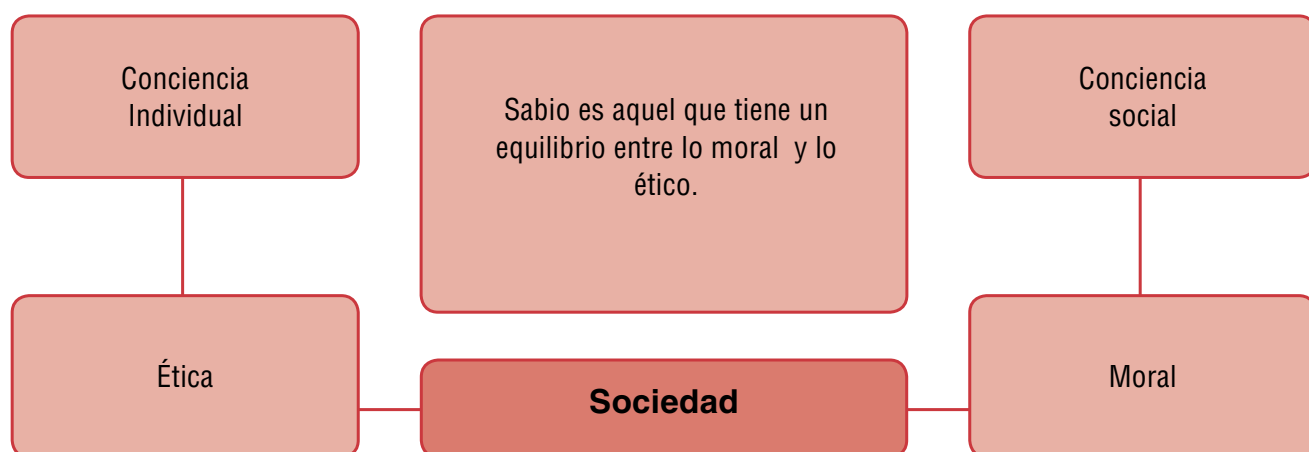 Conciencia
Individual
Sabio es aquel que tiene un
equilibrio entre lo moral y lo
ético.
Conciencia
social
Ética
Sociedad
Moral